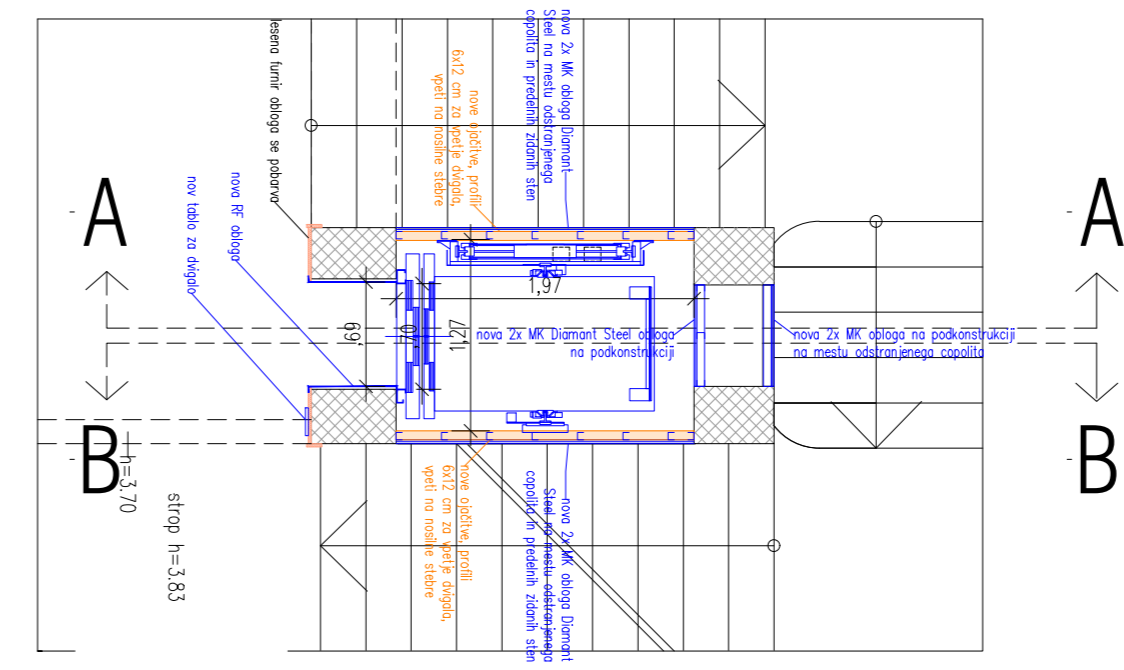 lesena furnir obloga se pobarva
nova RF obloga
nov tablo za dvigalo
nove ojačitve, profili
6x12 cm za vpetje dvigala,
vpeti na nosilne stebre
nova 2x MK obloga Diamant
Steel na mestu odstranjenega
copolita in predelnih zidanih sten
A
A
1,97
,69
,70
1,27
nova 2x MK Diamant Steel obloga
na podkonstrukciji
nova 2x MK obloga na podkonstrukciji
na mestu odstranjenega copolita
B
B
h=3.70
strop h=3.83
nove ojačitve, profili
6x12 cm za vpetje dvigala,
vpeti na nosilne stebre
nova 2x MK obloga Diamant
Steel na mestu odstranjenega
copolita in predelnih zidanih sten